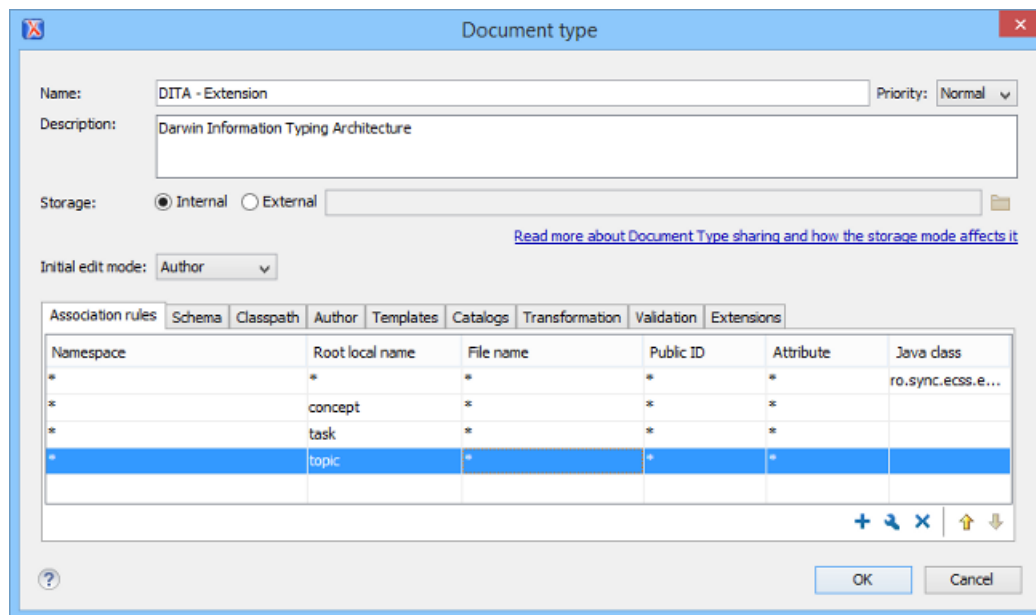 Document type
Name: DITA - Extension Priority: Normal
Description: Darwin Information Typing Architecture
Storage: Internal External
Read more about Document Type sharing and how the storage mode affects it
Initial edit mode: Author
Association rules Schema Classpath Author Templates Catalogs Transformation Validation Extensions
Namespace Root local name File name Public ID Attribute Java class
* * * * * ro.sync.ecss.e...
* concept * * *
* task * * *
* topic * * *
OK Cancel